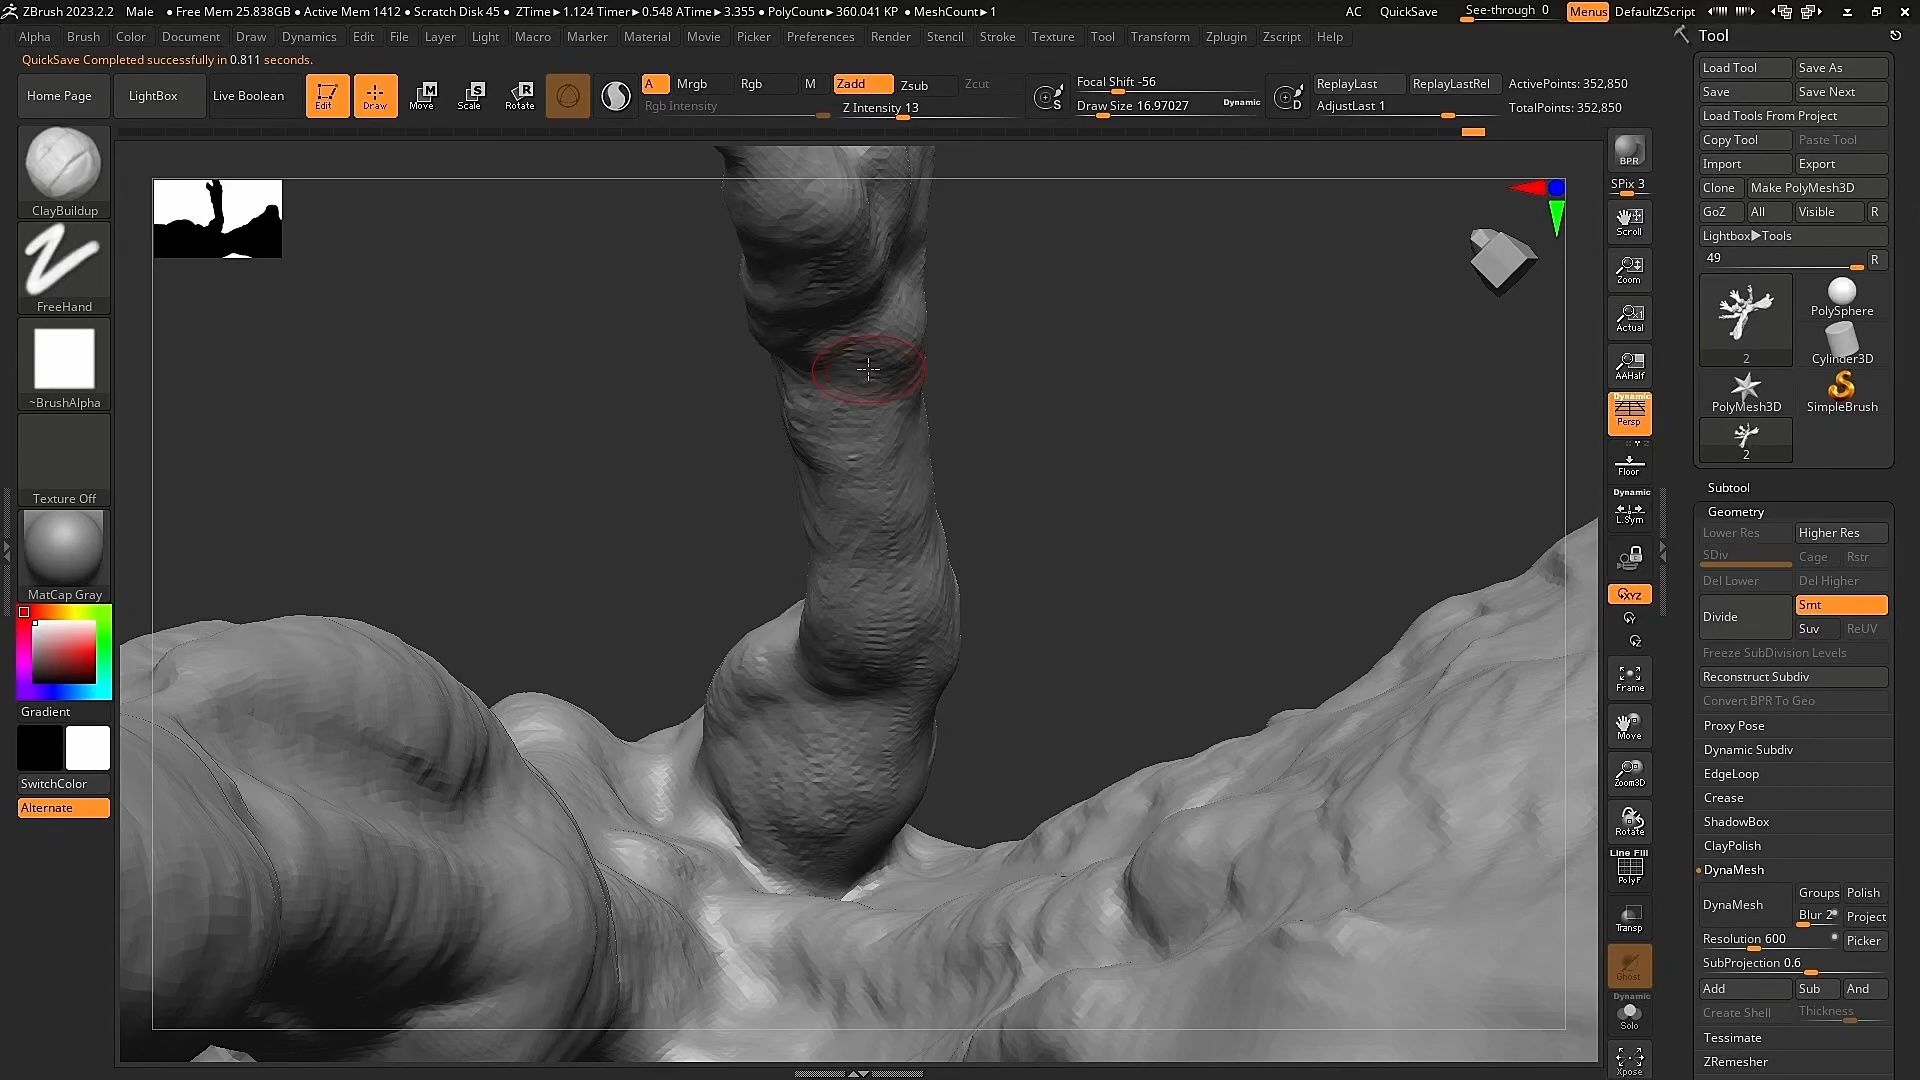 ZBrush 2023.2.2 Male ● Free Mem 25.838GB ● Active Mem 1412 ● Scratch Disk 45 ● ZTime►1.124 Timer►0.548 ATime►3.355 ● PolyCount►360.041 KP ● MeshCount►1 AC QuickSave See-through 0 Menus DefaultZScript
Alpha Brush Color Document Draw Dynamics Edit File Layer Light Macro Marker Material Movie Picker Preferences Render Stencil Stroke Texture Tool Transform Zplugin Zscript Help
QuickSave Completed successfully in 0.811 seconds.
Home Page LightBox Live Boolean Edit Draw Move Scale Rotate
A Mrgb Rgb M Zadd Zsub Zcut
Rgb Intensity Z Intensity 13
S Focal Shift -56
Draw Size 16.97027 Dynamic
D ReplayLast ReplayLastRel ActivePoints: 352,850
AdjustLast 1 TotalPoints: 352,850
ClayBuildup
FreeHand
~BrushAlpha
Texture Off
MatCap Gray
Gradient
SwitchColor
Alternate
BPR
SPix 3
Scroll
Zoom
Actual
AAHalf
Dynamic
Persp
Floor
Dynamic
L.Sym
XYZ
Frame
Move
Zoom3D
Rotate
Line Fill
PolyF
Transp
Ghost
Dynamic
Solo
Xpose
Tool
Load Tool Save As
Save Save Next
Load Tools From Project
Copy Tool Paste Tool
Import Export
Clone Make PolyMesh3D
GoZ All Visible R
Lightbox►Tools
49 R
2 PolySphere
Cylinder3D
PolyMesh3D SimpleBrush
2
Subtool
Geometry
Lower Res Higher Res
SDiv Cage Rstr
Del Lower Del Higher
Divide Smt
Suv ReUV
Freeze SubDivision Levels
Reconstruct Subdiv
Convert BPR To Geo
Proxy Pose
Dynamic Subdiv
EdgeLoop
Crease
ShadowBox
ClayPolish
DynaMesh
DynaMesh Groups Polish
Blur 2 Project
Resolution 600 Picker
SubProjection 0.6
Add Sub And
Create Shell Thickness
Tessimate
ZRemesher